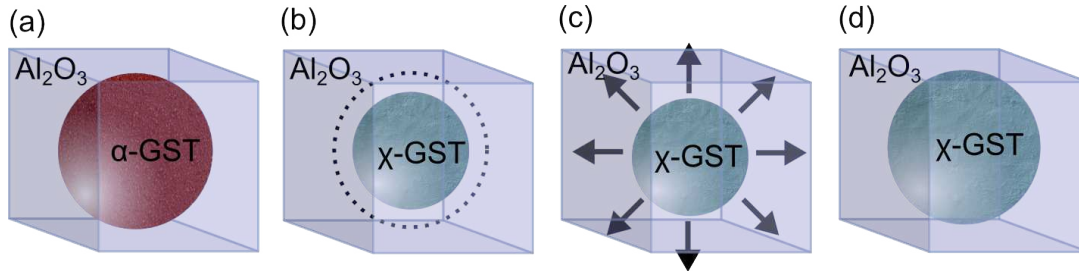 (a)
Al₂O₃
α-GST
(b)
Al₂O₃
χ-GST
(c)
Al₂O₃
χ-GST
(d)
Al₂O₃
χ-GST